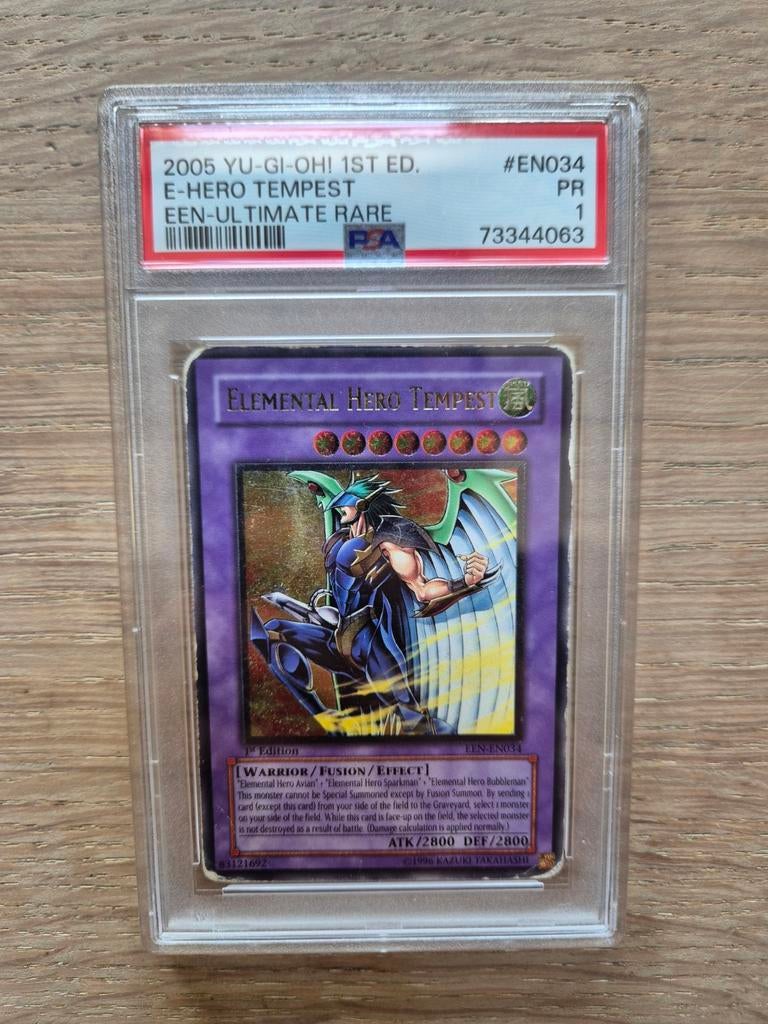 2005 YU-GI-OH! 1ST ED. #EN034
E-HERO TEMPEST PR
EEN-ULTIMATE RARE 1
PSA 73344063
ELEMENTAL HERO TEMPEST 風
1st Edition EEN-EN034
[WARRIOR/FUSION/EFFECT]
"Elemental Hero Avian" + "Elemental Hero Sparkman" + "Elemental Hero Bubbleman"
This monster cannot be Special Summoned except by Fusion Summon. By sending 1
card (except this card) from your side of the field to the Graveyard, select 1 monster
on your side of the field. While this card is face-up on the field, the selected monster
is not destroyed as a result of battle. (Damage calculation is applied normally.)
ATK/2800 DEF/2800
83121692 ©1996 KAZUKI TAKAHASHI